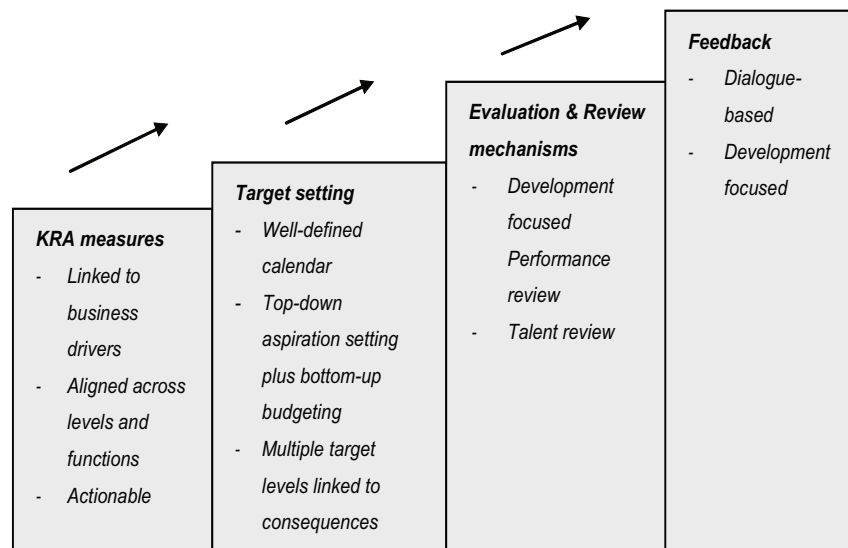 KRA measures
- Linked to
business
drivers
- Aligned across
levels and
functions
- Actionable
Target setting
- Well-defined
calendar
- Top-down
aspiration setting
plus bottom-up
budgeting
- Multiple target
levels linked to
consequences
Evaluation & Review
mechanisms
- Development
focused
Performance
review
- Talent review
Feedback
- Dialogue-
based
- Development
focused